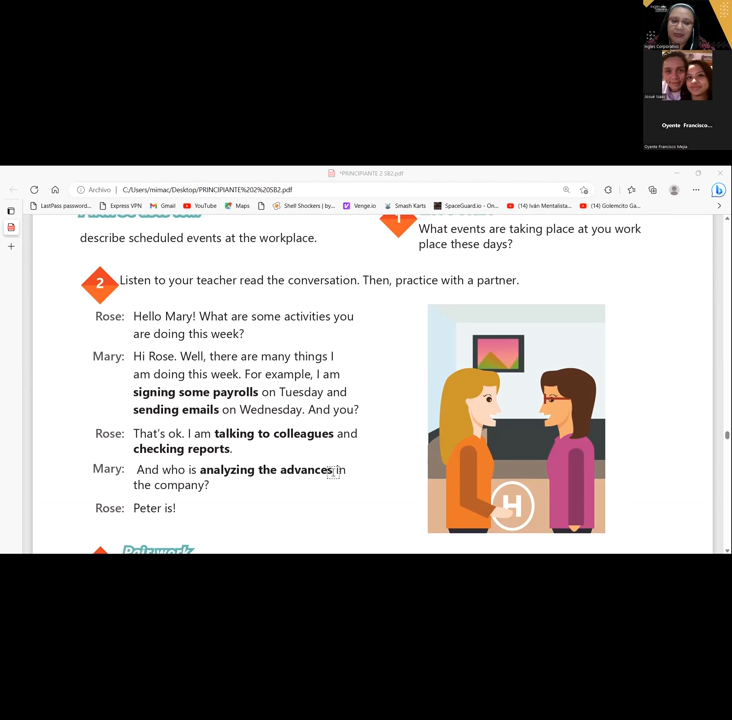 Ingles Corporativo
Josue Isaac
Oyente Francisco...
Oyente Francisco Mejia
*PRINCIPIANTE 2 SB2.pdf
Archivo C:/Users/mimac/Desktop/PRINCIPIANTE%202%20SB2.pdf
LastPass password... Express VPN Gmail YouTube Maps Shell Shockers | by... Venge.io Smash Karts SpaceGuard.io - On... (14) Iván Mentalista... (14) Golemcito Ga...
describe scheduled events at the workplace.
1
What events are taking place at you work
place these days?
2 Listen to your teacher read the conversation. Then, practice with a partner.
Rose: Hello Mary! What are some activities you
are doing this week?
Mary: Hi Rose. Well, there are many things I
am doing this week. For example, I am
signing some payrolls on Tuesday and
sending emails on Wednesday. And you?
Rose: That's ok. I am talking to colleagues and
checking reports.
Mary: And who is analyzing the advances in
the company?
Rose: Peter is!
H
Pair work